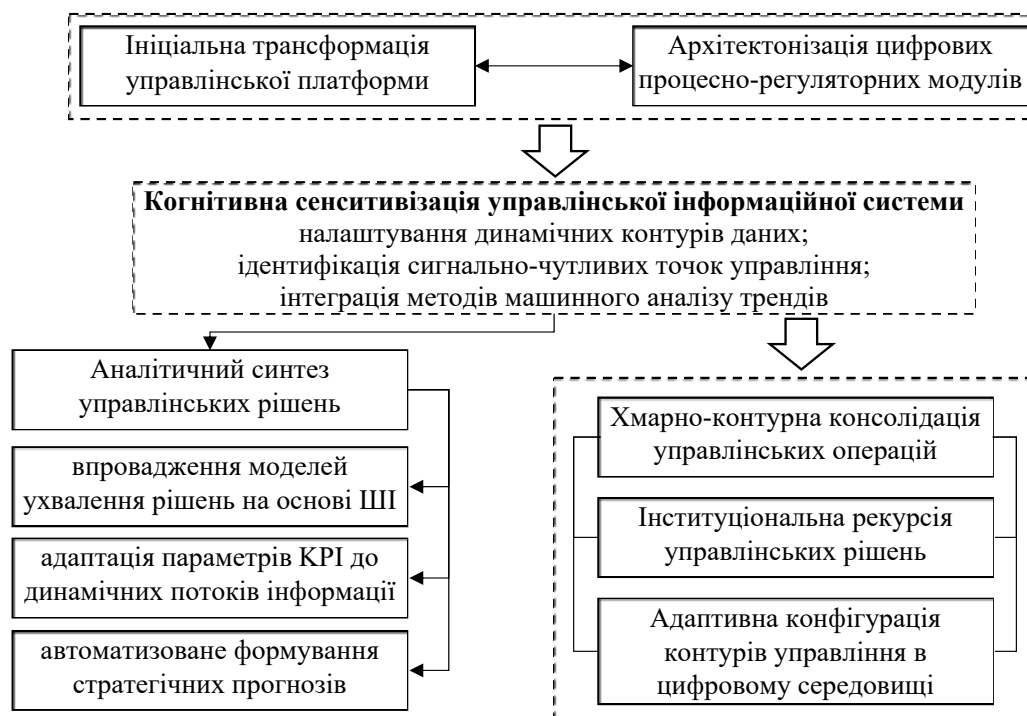 Ініціальна трансформація
управлінської платформи
Архітектонізація цифрових
процесно-регуляторних модулів
Когнітивна сенситивізація управлінської інформаційної системи
налаштування динамічних контурів даних;
ідентифікація сигнально-чутливих точок управління;
інтеграція методів машинного аналізу трендів
Аналітичний синтез
управлінських рішень
впровадження моделей
ухвалення рішень на основі ШІ
адаптація параметрів KPI до
динамічних потоків інформації
автоматизоване формування
стратегічних прогнозів
Хмарно-контурна консолідація
управлінських операцій
Інституціональна рекурсія
управлінських рішень
Адаптивна конфігурація
контурів управління в
цифровому середовищі